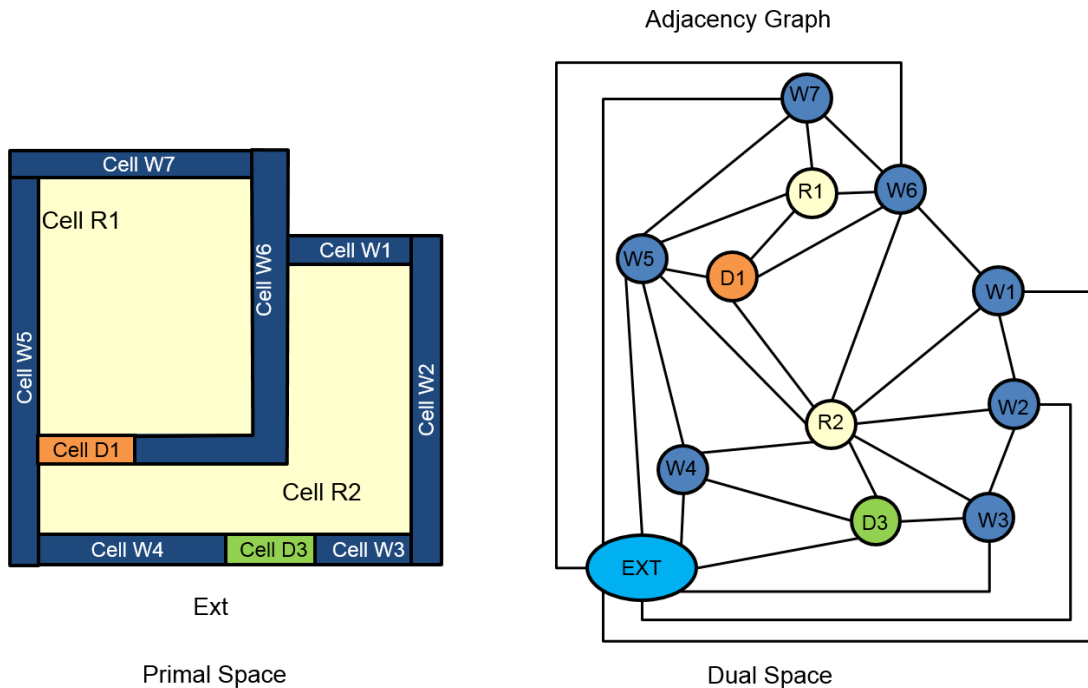 Adjacency Graph
Cell W7
Cell R1
Cell W6
Cell W1
Cell W5
Cell W2
Cell D1
Cell R2
Cell W4
Cell D3
Cell W3
Ext
Primal Space
W7
R1
W6
W5
D1
W1
R2
W2
W4
D3
W3
EXT
Dual Space